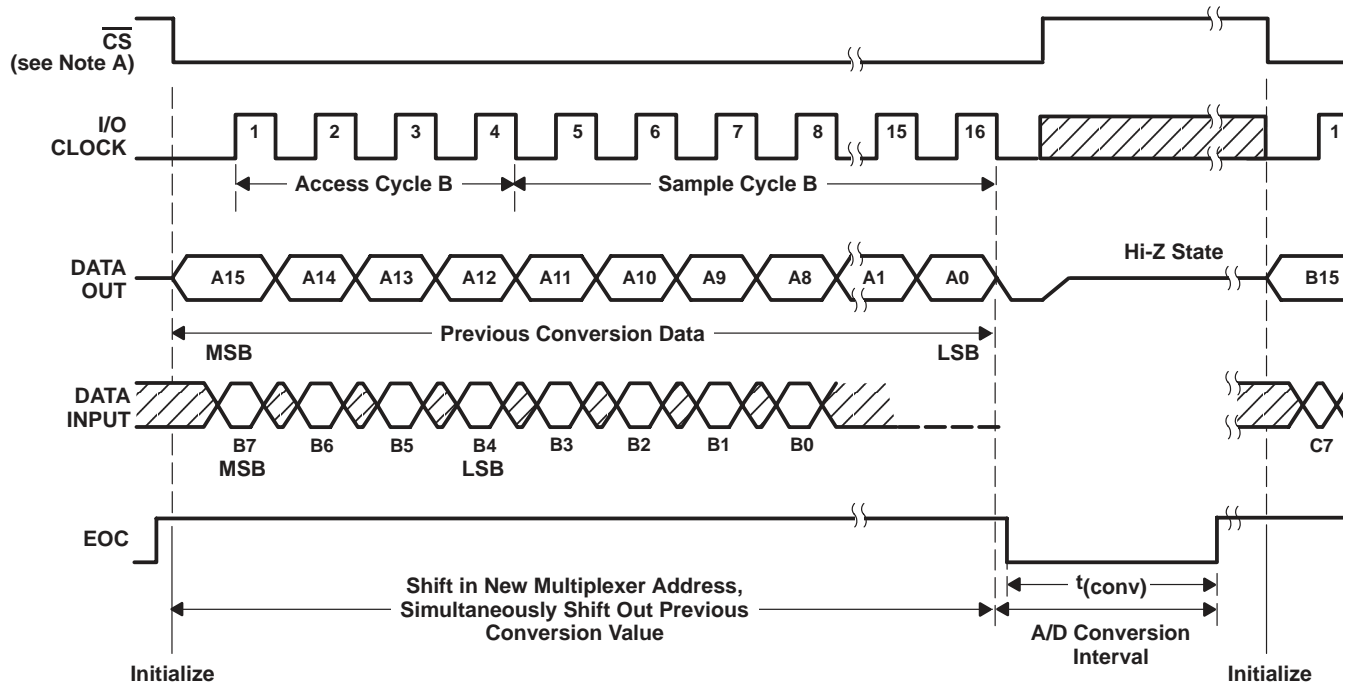 CS
(see Note A)
I/O
CLOCK
1 2 3 4 5 6 7 8 15 16 1
Access Cycle B Sample Cycle B
Hi-Z State
DATA
OUT
A15 A14 A13 A12 A11 A10 A9 A8 A1 A0 B15
Previous Conversion Data
MSB LSB
DATA
INPUT
B7 B6 B5 B4 B3 B2 B1 B0 C7
MSB LSB
EOC
t(conv)
Shift in New Multiplexer Address,
Simultaneously Shift Out Previous
Conversion Value
A/D Conversion
Interval
Initialize Initialize